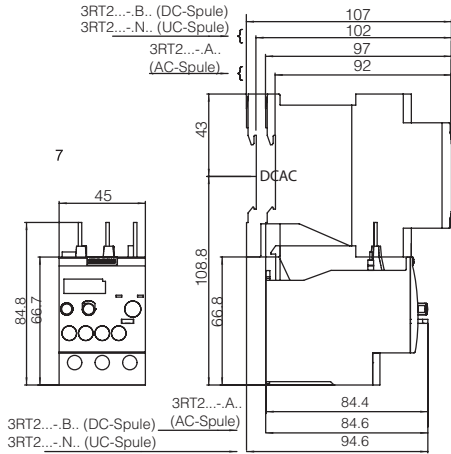 3RT2...-.B.. (DC-Spule)
3RT2...-.N.. (UC-Spule)
3RT2...-.A..
(AC-Spule)
107
102
97
92
43
7
DCAC
45
108.8
84.8
66.7
66.8
3RT2...-.A..
(AC-Spule)
84.4
84.6
94.6
3RT2...-.B.. (DC-Spule)
3RT2...-.N.. (UC-Spule)